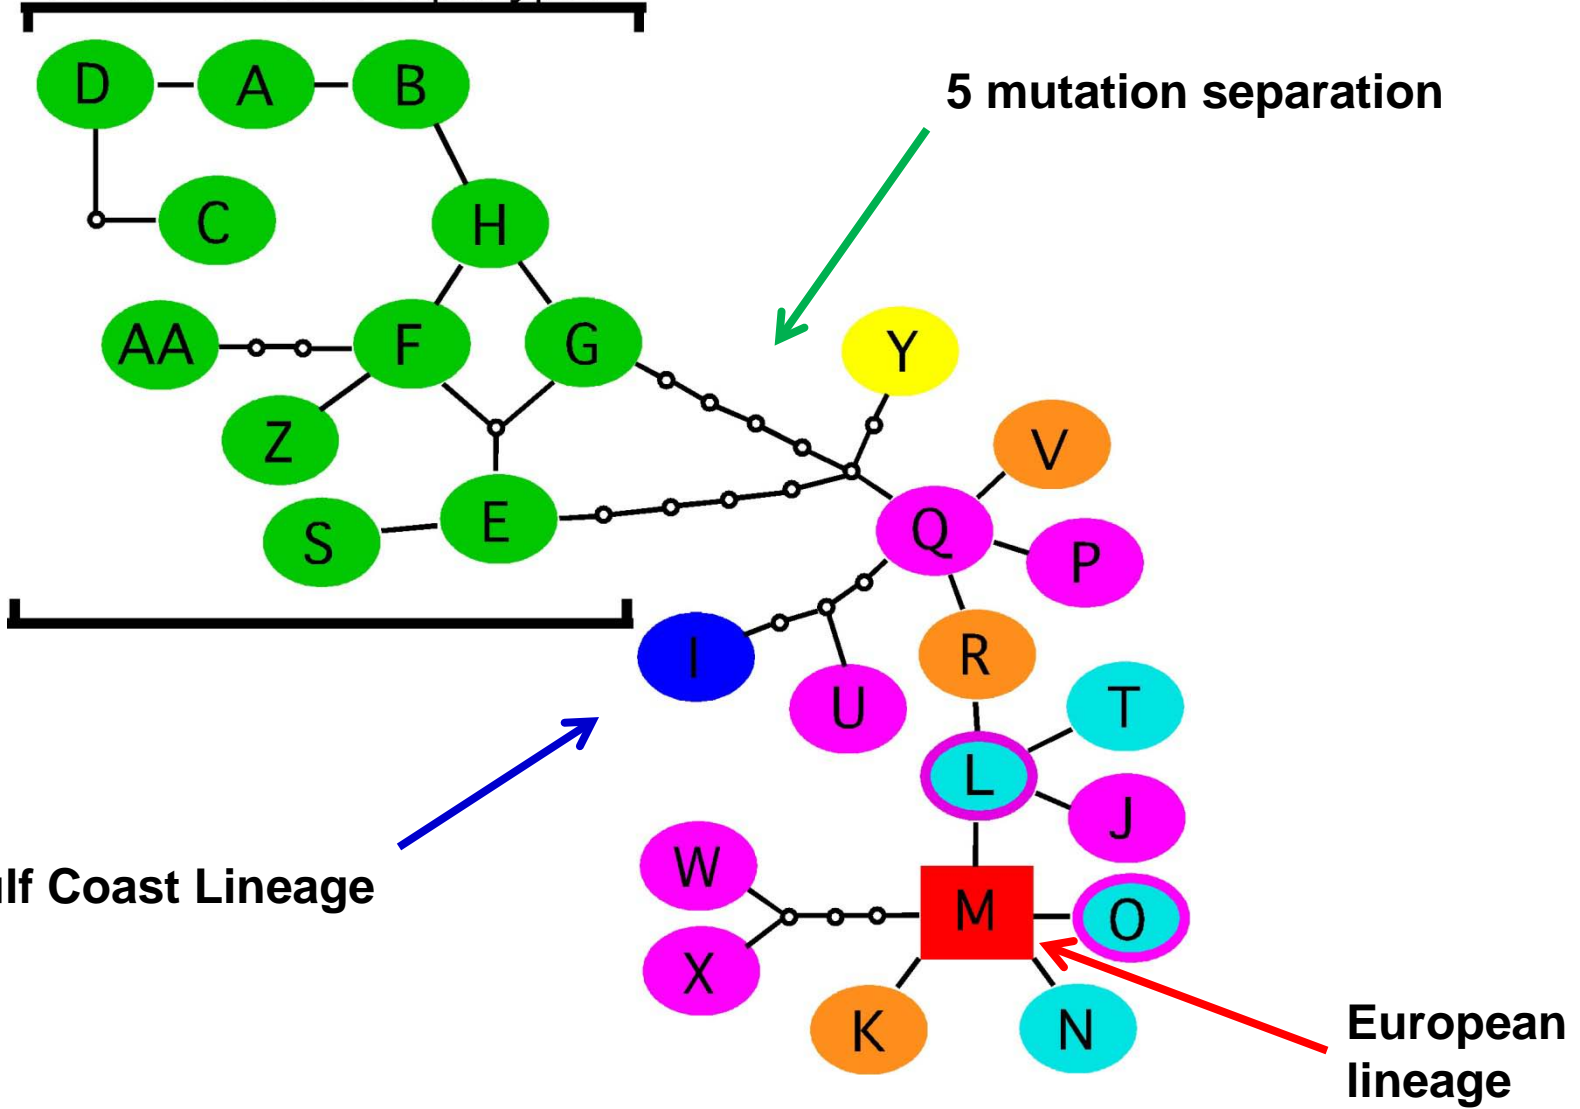 D A B
5 mutation separation
C H
AA F G Y
Z V
S E Q P
I U R T
L
J
lf Coast Lineage
W M O
X
K N
European
lineage